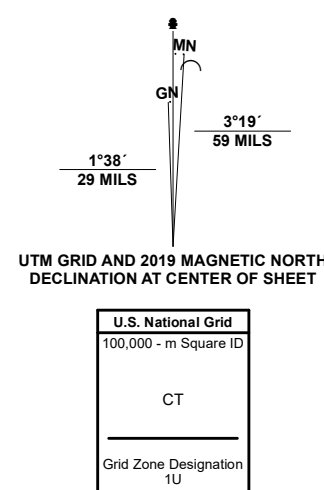 MN
GN
3°19´
59 MILS
1°38´
29 MILS
UTM GRID AND 2019 MAGNETIC NORTH
DECLINATION AT CENTER OF SHEET
U.S. National Grid
100,000 - m Square ID
CT
Grid Zone Designation
1U